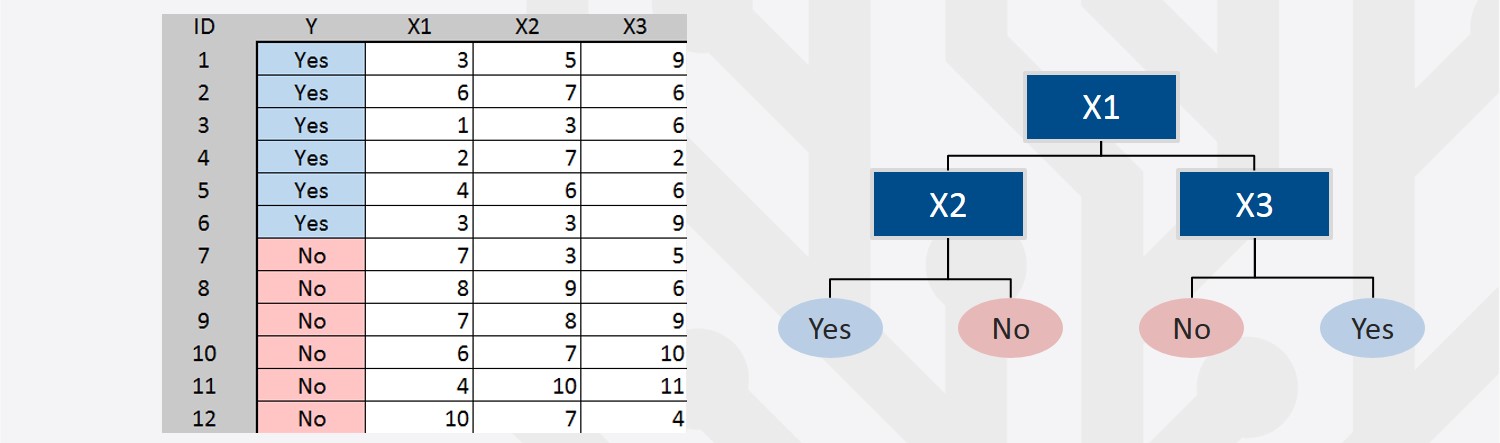 ID Y X1 X2 X3
1 Yes 3 5 9
2 Yes 6 7 6
3 Yes 1 3 6
4 Yes 2 7 2
5 Yes 4 6 6
6 Yes 3 3 9
7 No 7 3 5
8 No 8 9 6
9 No 7 8 9
10 No 6 7 10
11 No 4 10 11
12 No 10 7 4
X1
X2 X3
Yes No No Yes